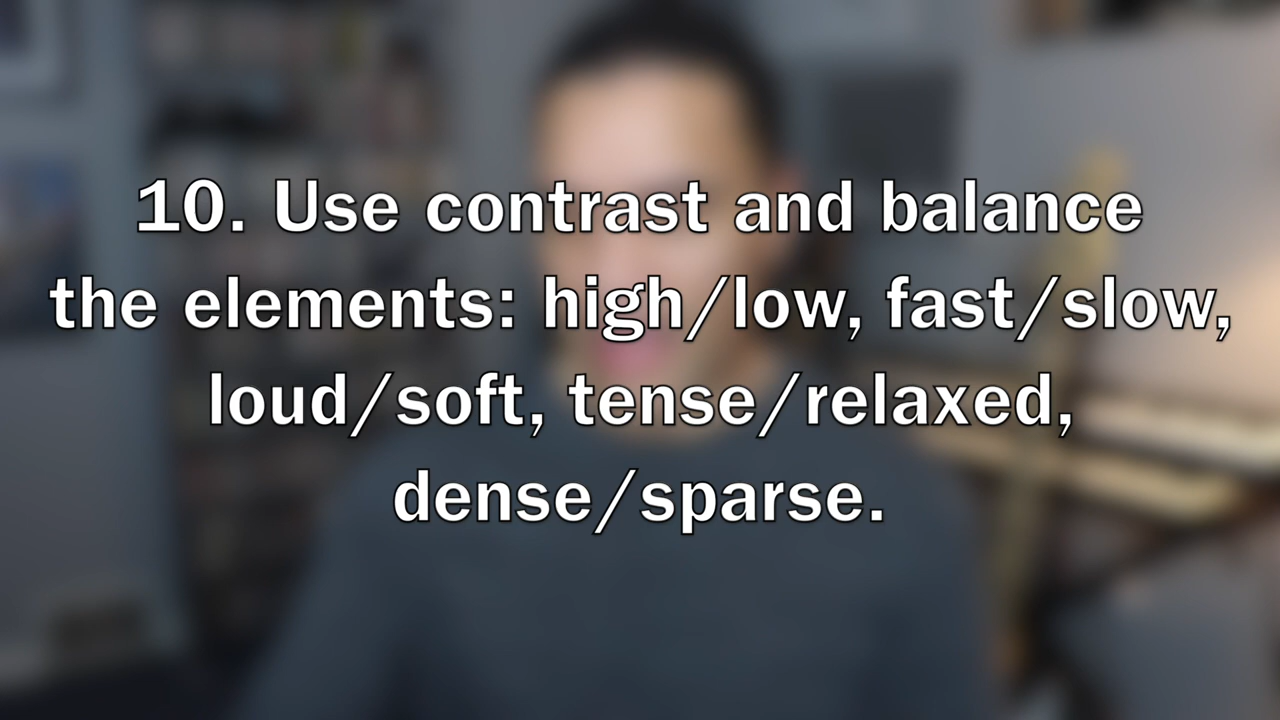 10. Use contrast and balance
the elements: high/low, fast/slow,
loud/soft, tense/relaxed,
dense/sparse.